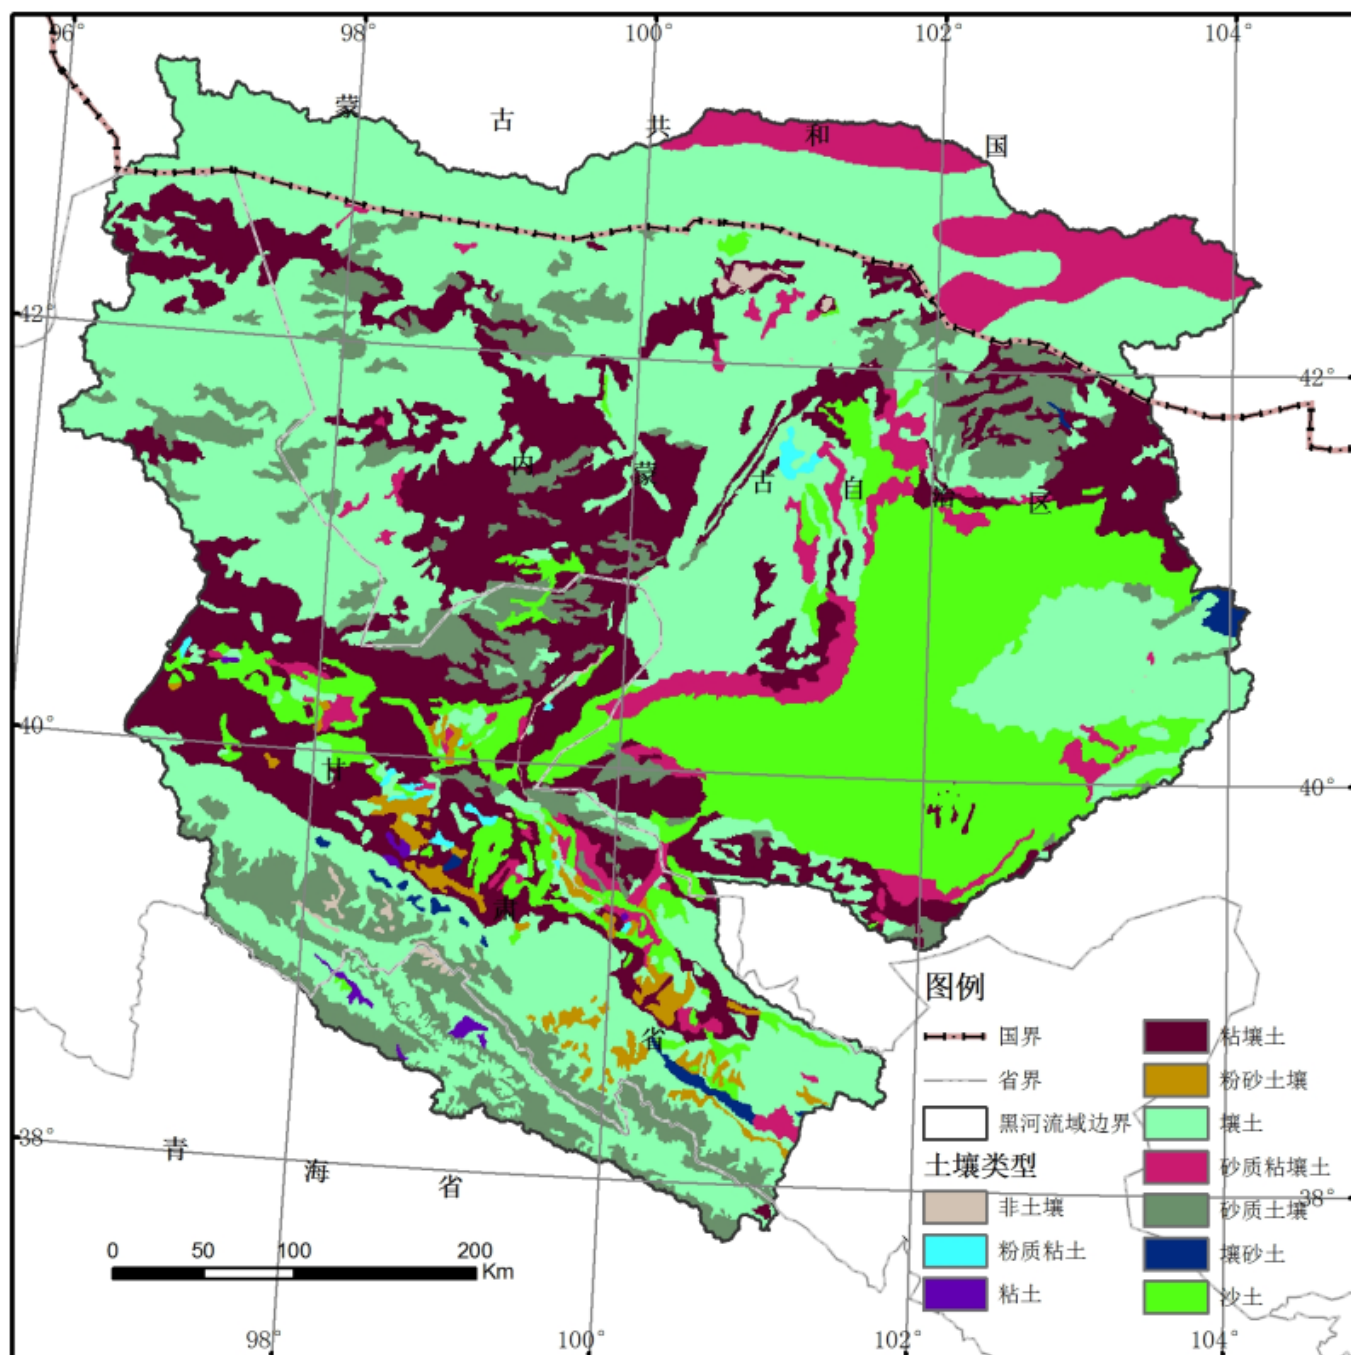 96° 98° 100° 102° 104°
蒙 古 共 和 国
42°
42°
内 蒙 古 自 治 区
40°
甘 40°
肃
图例
国界 粘壤土
省
省界 粉砂土壤
黑河流域边界 壤土
38°
青 海 省
土壤类型 砂质粘壤土
38°
非土壤 砂质土壤
粉质粘土 壤砂土
粘土 沙土
0 50 100 200
Km
98° 100° 102° 104°